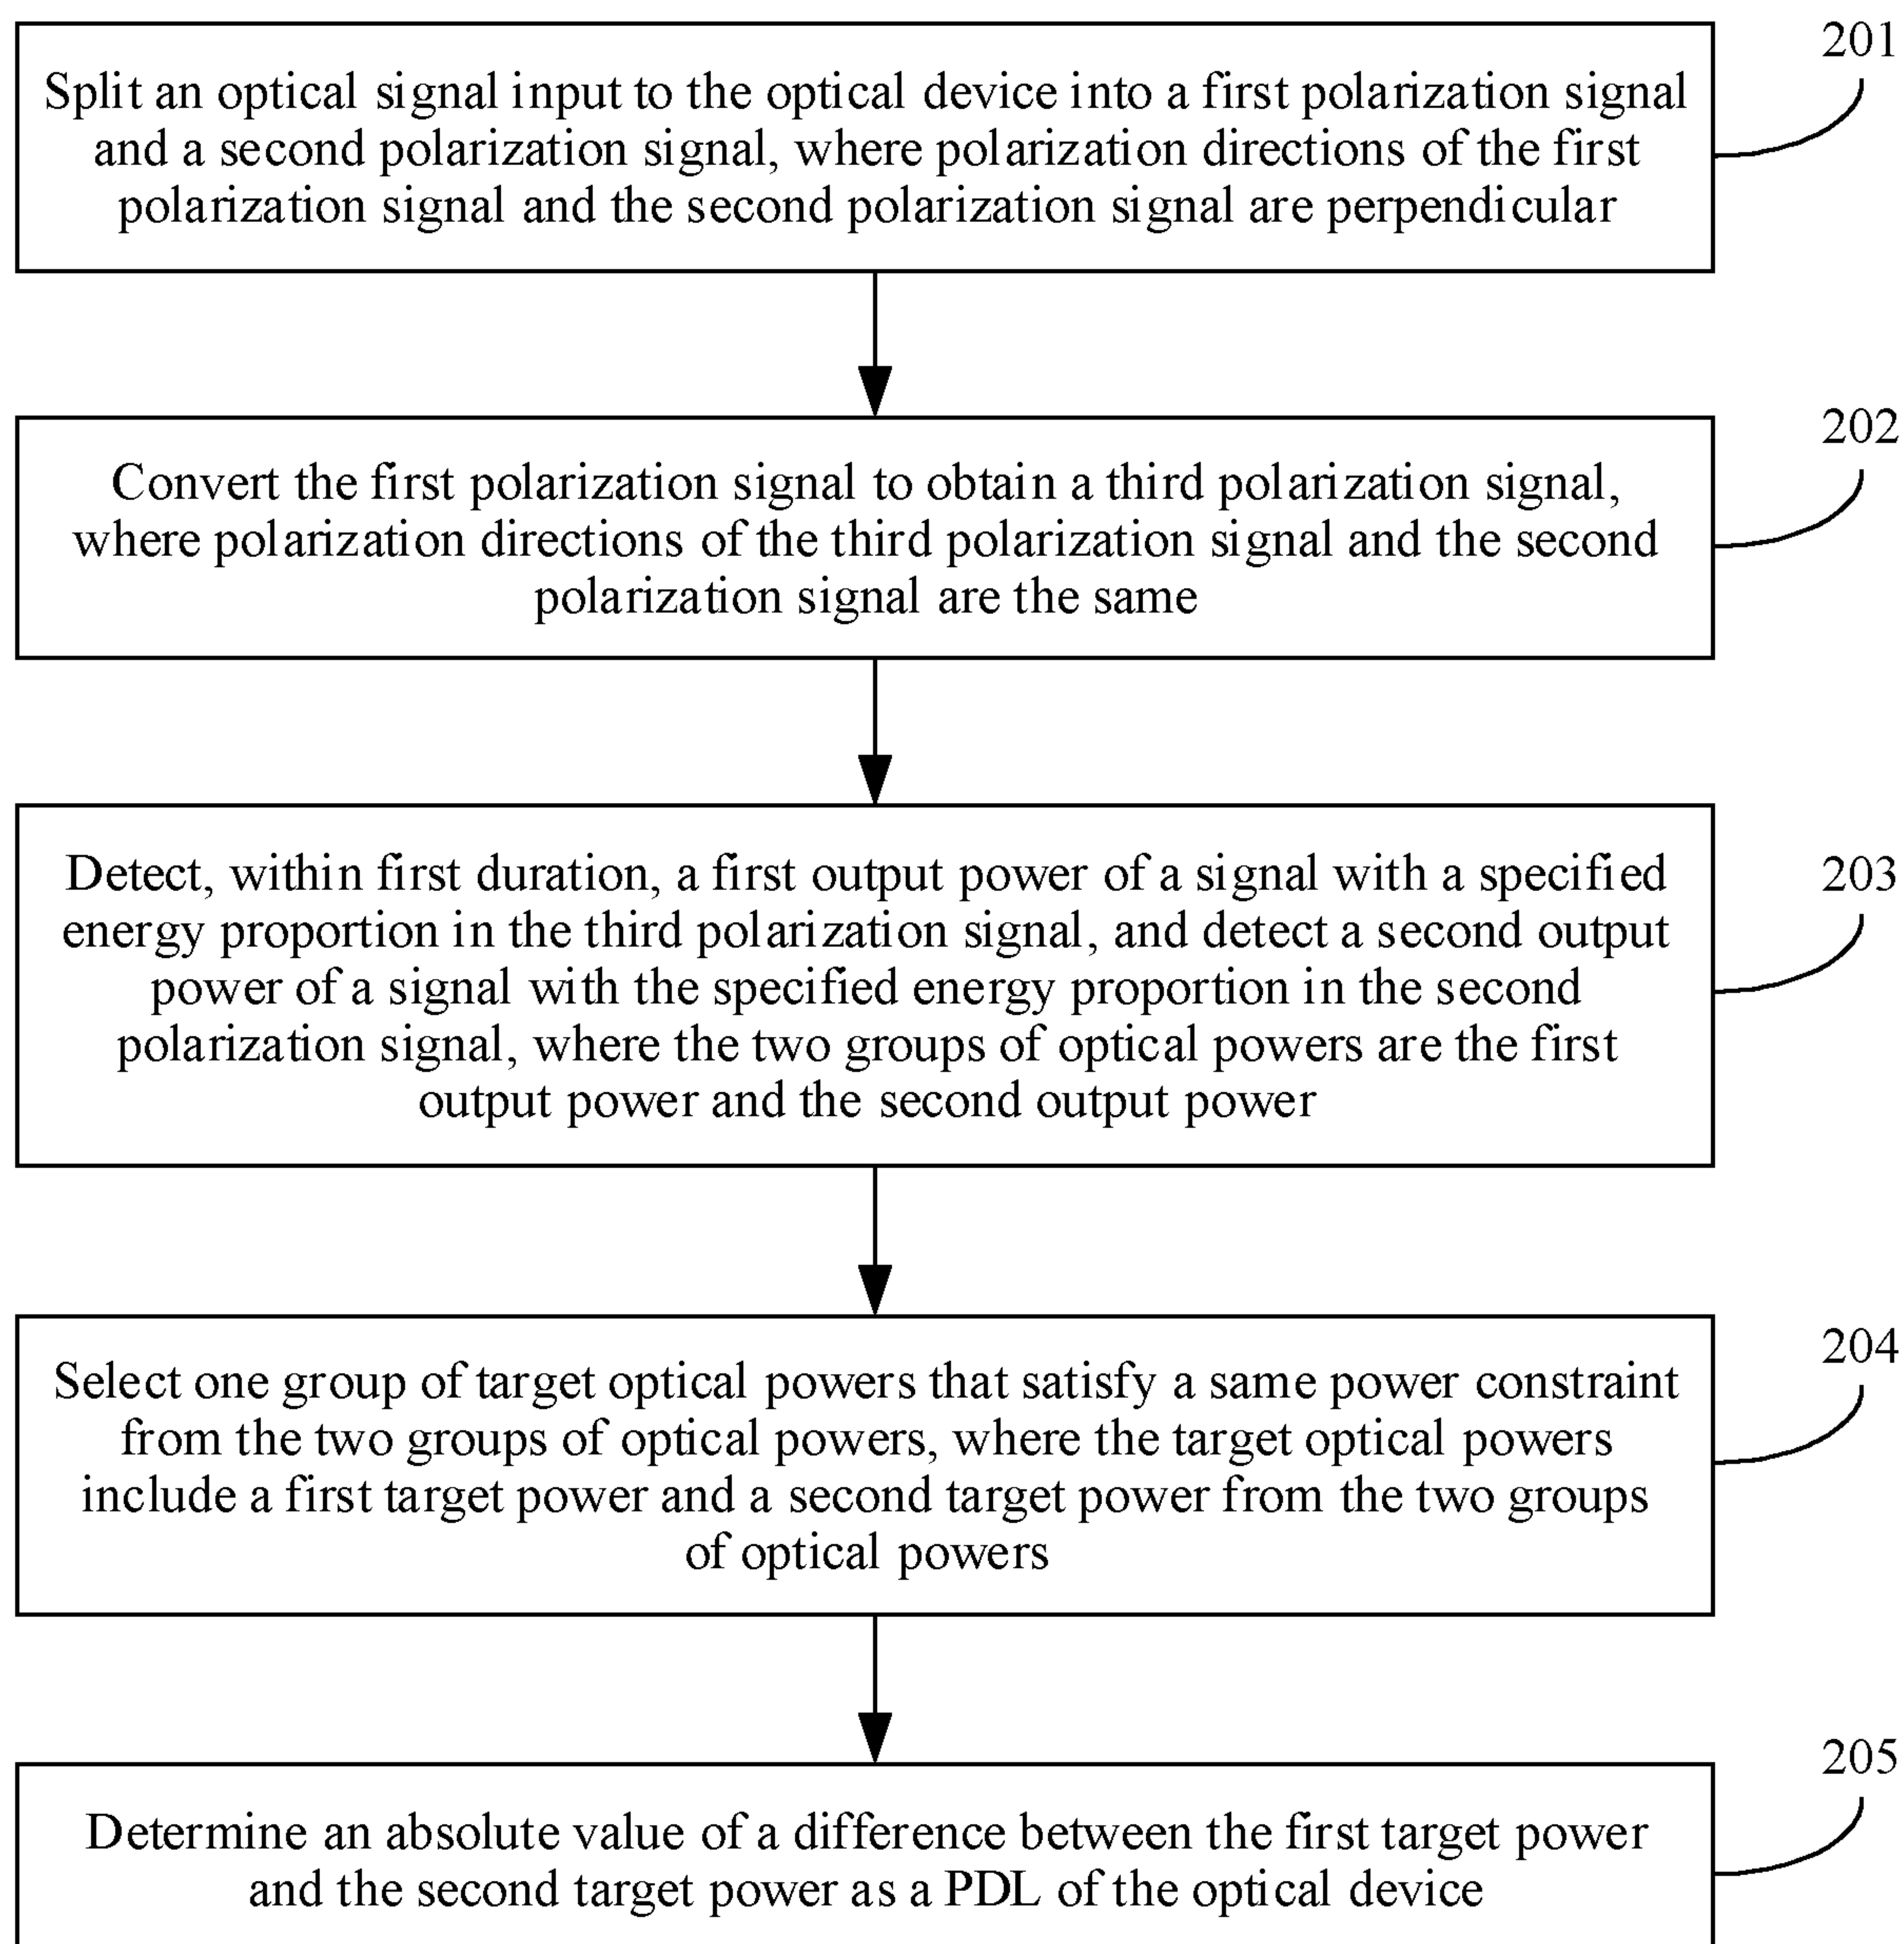 201
Split an optical signal input to the optical device into a first polarization signal
and a second polarization signal, where polarization directions of the first
polarization signal and the second polarization signal are perpendicular
202
Convert the first polarization signal to obtain a third polarization signal,
where polarization directions of the third polarization signal and the second
polarization signal are the same
203
Detect, within first duration, a first output power of a signal with a specified
energy proportion in the third polarization signal, and detect a second output
power of a signal with the specified energy proportion in the second
polarization signal, where the two groups of optical powers are the first
output power and the second output power
204
Select one group of target optical powers that satisfy a same power constraint
from the two groups of optical powers, where the target optical powers
include a first target power and a second target power from the two groups
of optical powers
205
Determine an absolute value of a difference between the first target power
and the second target power as a PDL of the optical device